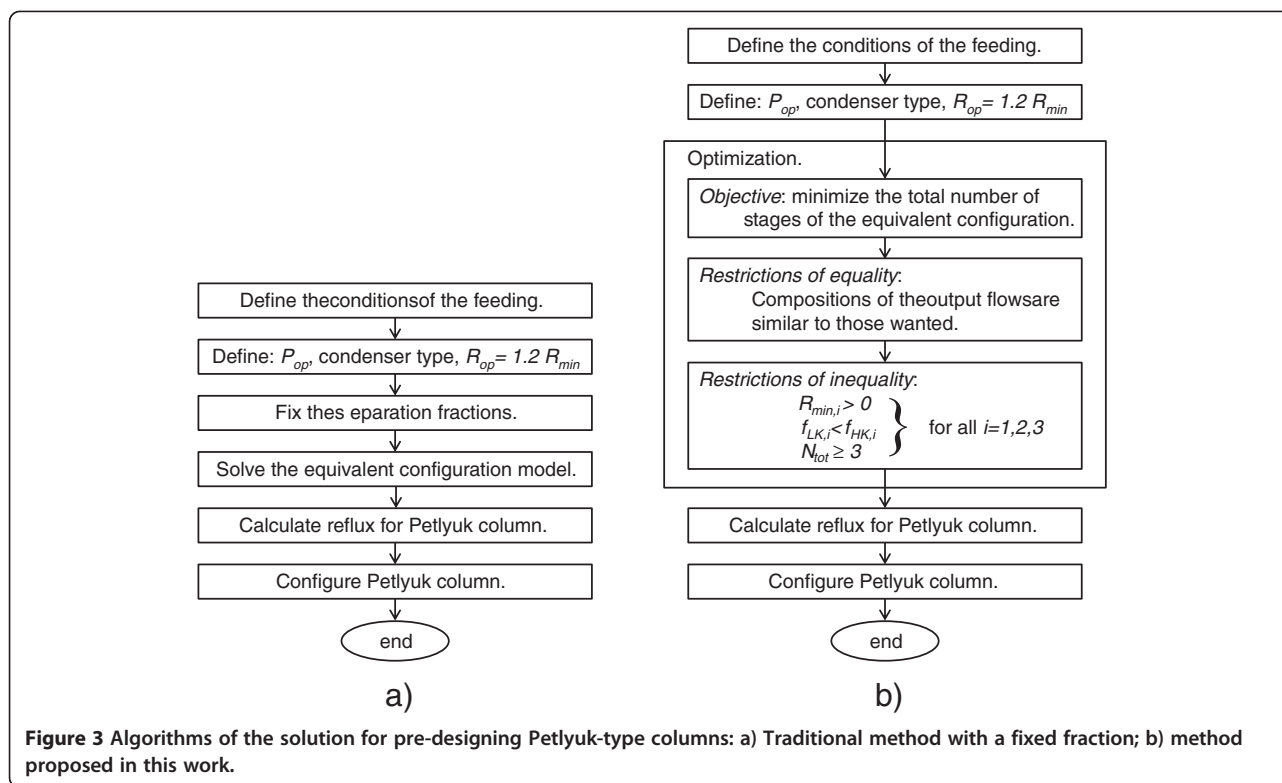 Define theconditionsof the feeding.
Define: P_op, condenser type, R_op= 1.2 R_min
Fix thes eparation fractions.
Solve the equivalent configuration model.
Calculate reflux for Petlyuk column.
Configure Petlyuk column.
end
a)
Define the conditions of the feeding.
Define: P_op, condenser type, R_op= 1.2 R_min
Optimization.
Objective: minimize the total number of
stages of the equivalent configuration.
Restrictions of equality:
Compositions of theoutput flowsare
similar to those wanted.
Restrictions of inequality:
R_min,i > 0
f_LK,i < f_HK,i } for all i=1,2,3
N_tot ≥ 3
Calculate reflux for Petlyuk column.
Configure Petlyuk column.
end
b)
Figure 3 Algorithms of the solution for pre-designing Petlyuk-type columns: a) Traditional method with a fixed fraction; b) method
proposed in this work.